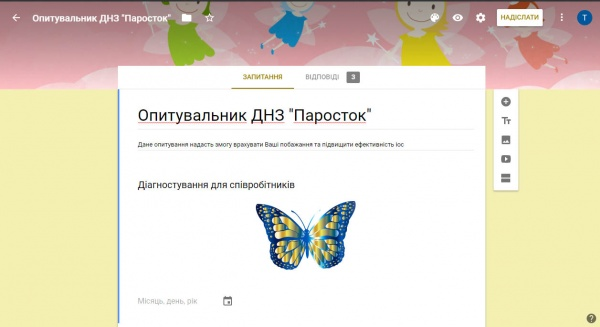 Опитувальник ДНЗ "Паросток"
НАДІСЛАТИ
T
ЗАПИТАННЯ
ВІДПОВІДІ 3
Опитувальник ДНЗ "Паросток"
Дане опитування надасть змогу врахувати Ваші побажання та підвищити ефективність іос
Діагностування для співробітників
Місяць, день, рік